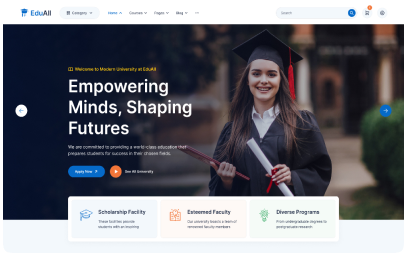 EduAll
Category
Home
Courses
Pages
Blog
Search
Welcome to Modern University at EduAll
Empowering
Minds, Shaping
Futures
We are committed to providing a world-class education that
prepares students for success in their chosen fields.
Apply Now
See All University
Scholarship Facility
These facilities provide
students with an
Esteemed Faculty
Our university boasts a team of
renowned faculty members
Diverse Programs
From undergraduate degrees to
postgraduate research